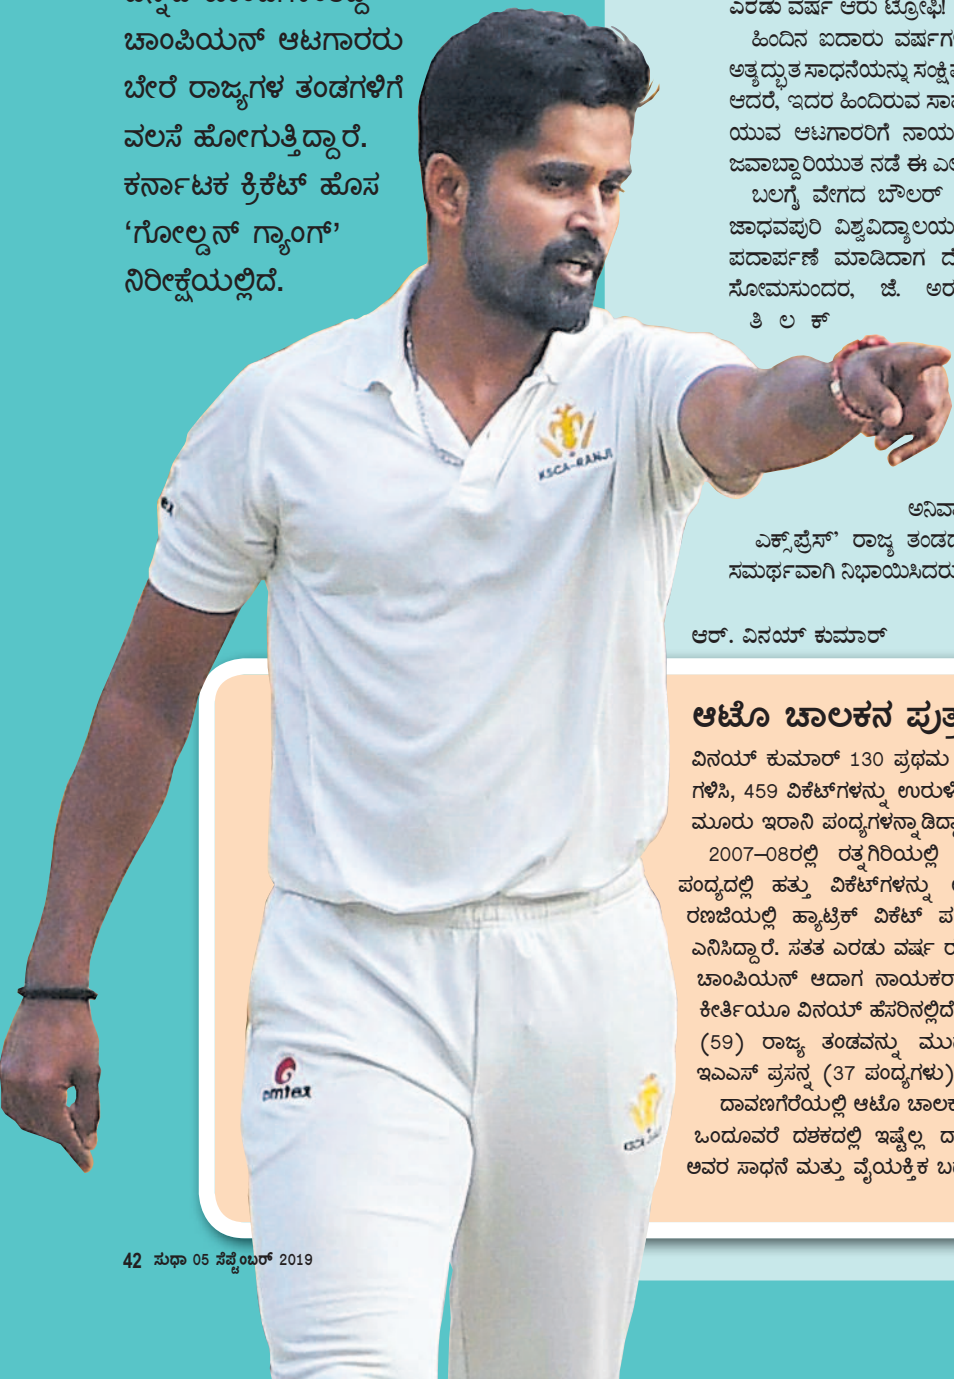 ಚಾಂಪಿಯನ್ ಆಟಗಾರರು
ಬೇರೆ ರಾಜ್ಯಗಳ ತಂಡಗಳಿಗೆ
ವಲಸೆ ಹೋಗುತ್ತಿದ್ದಾರೆ.
ಕರ್ನಾಟಕ ಕ್ರಿಕೆಟ್ ಹೊಸ
‘ಗೋಲ್ಡನ್ ಗ್ಯಾಂಗ್’
ನಿರೀಕ್ಷೆಯಲ್ಲಿದೆ.
ಎರಡು ವರ್ಷ ಆರು ಟ್ರೋಫಿ!
ಹಿಂದಿನ ಐದಾರು ವರ್ಷಗ
ಅತ್ಯದ್ಭುತ ಸಾಧನೆಯನ್ನು ಸಂಕ್ಷಿ
ಆದರೆ, ಇದರ ಹಿಂದಿರುವ ಸಾ
ಯುವ ಆಟಗಾರರಿಗೆ ನಾಯ
ಜವಾಬ್ದಾರಿಯುತ ನಡೆ ಈ ಎ
ಬಲಗೈ ವೇಗದ ಬೌಲರ್
ಜಾಧವಪುರಿ ವಿಶ್ವವಿದ್ಯಾಲಯ
ಪದಾರ್ಪಣೆ ಮಾಡಿದಾಗ ದ
ಸೋಮಸುಂದರ, ಜೆ. ಅರ
ತಿ ಲ ಕ್
ಅನಿವಾ
ಎಕ್ಸ್‌ಪ್ರೆಸ್’ ರಾಜ್ಯ ತಂಡದ
ಸಮರ್ಥವಾಗಿ ನಿಭಾಯಿಸಿದರು
KSCA-RANJI
ಆರ್. ವಿನಯ್ ಕುಮಾರ್
ಆಟೊ ಚಾಲಕನ ಪುತ್ರ
ವಿನಯ್ ಕುಮಾರ್ 130 ಪ್ರಥಮ
ಗಳಿಸಿ, 459 ವಿಕೆಟ್‌ಗಳನ್ನು ಉರುಳಿ
ಮೂರು ಇರಾನಿ ಪಂದ್ಯಗಳನ್ನಾಡಿದ್ದಾ
2007–08ರಲ್ಲಿ ರತ್ನಗಿರಿಯಲ್ಲಿ
ಪಂದ್ಯದಲ್ಲಿ ಹತ್ತು ವಿಕೆಟ್‌ಗಳನ್ನು
ರಣಜಿಯಲ್ಲಿ ಹ್ಯಾಟ್ರಿಕ್ ವಿಕೆಟ್ ಪ
ಎನಿಸಿದ್ದಾರೆ. ಸತತ ಎರಡು ವರ್ಷ ರ
ಚಾಂಪಿಯನ್ ಆದಾಗ ನಾಯಕರ
ಕೀರ್ತಿಯೂ ವಿನಯ್ ಹೆಸರಿನಲ್ಲಿದೆ
(59) ರಾಜ್ಯ ತಂಡವನ್ನು ಮು
ಇಎಎಸ್ ಪ್ರಸನ್ನ (37 ಪಂದ್ಯಗಳು)
ದಾವಣಗೆರೆಯಲ್ಲಿ ಆಟೊ ಚಾಲಕ
ಒಂದೂವರೆ ದಶಕದಲ್ಲಿ ಇಷ್ಟೆಲ್ಲ ದ
ಅವರ ಸಾಧನೆ ಮತ್ತು ವೈಯಕ್ತಿಕ ಬ
omtex
42 ಸುಧಾ 05 ಸೆಪ್ಟೆಂಬರ್ 2019